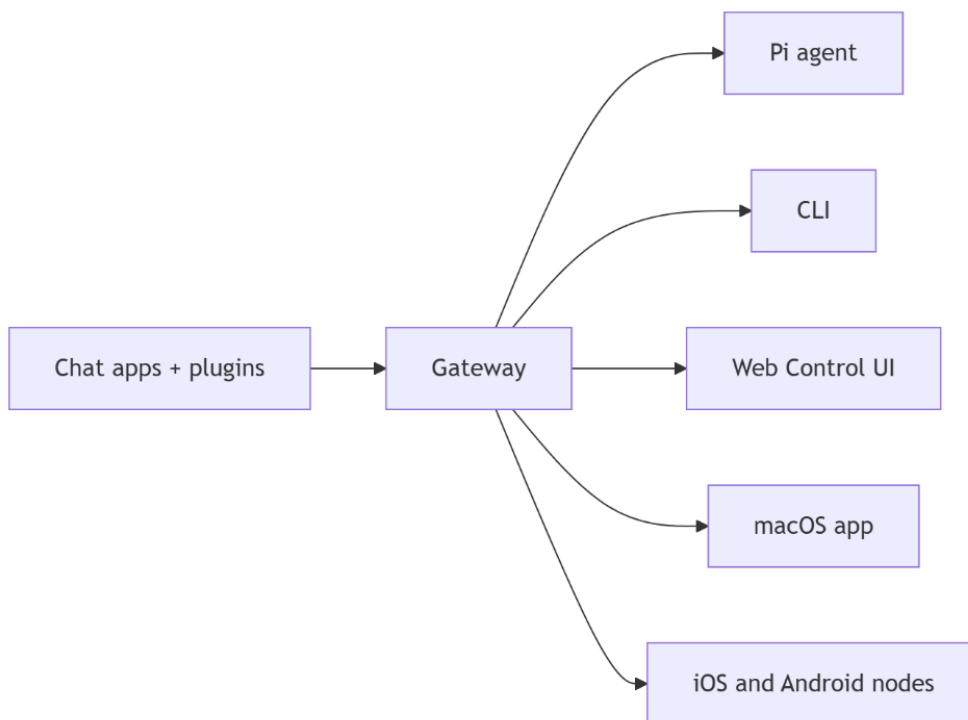 Pi agent
CLI
Chat apps + plugins
Gateway
Web Control UI
macOS app
iOS and Android nodes